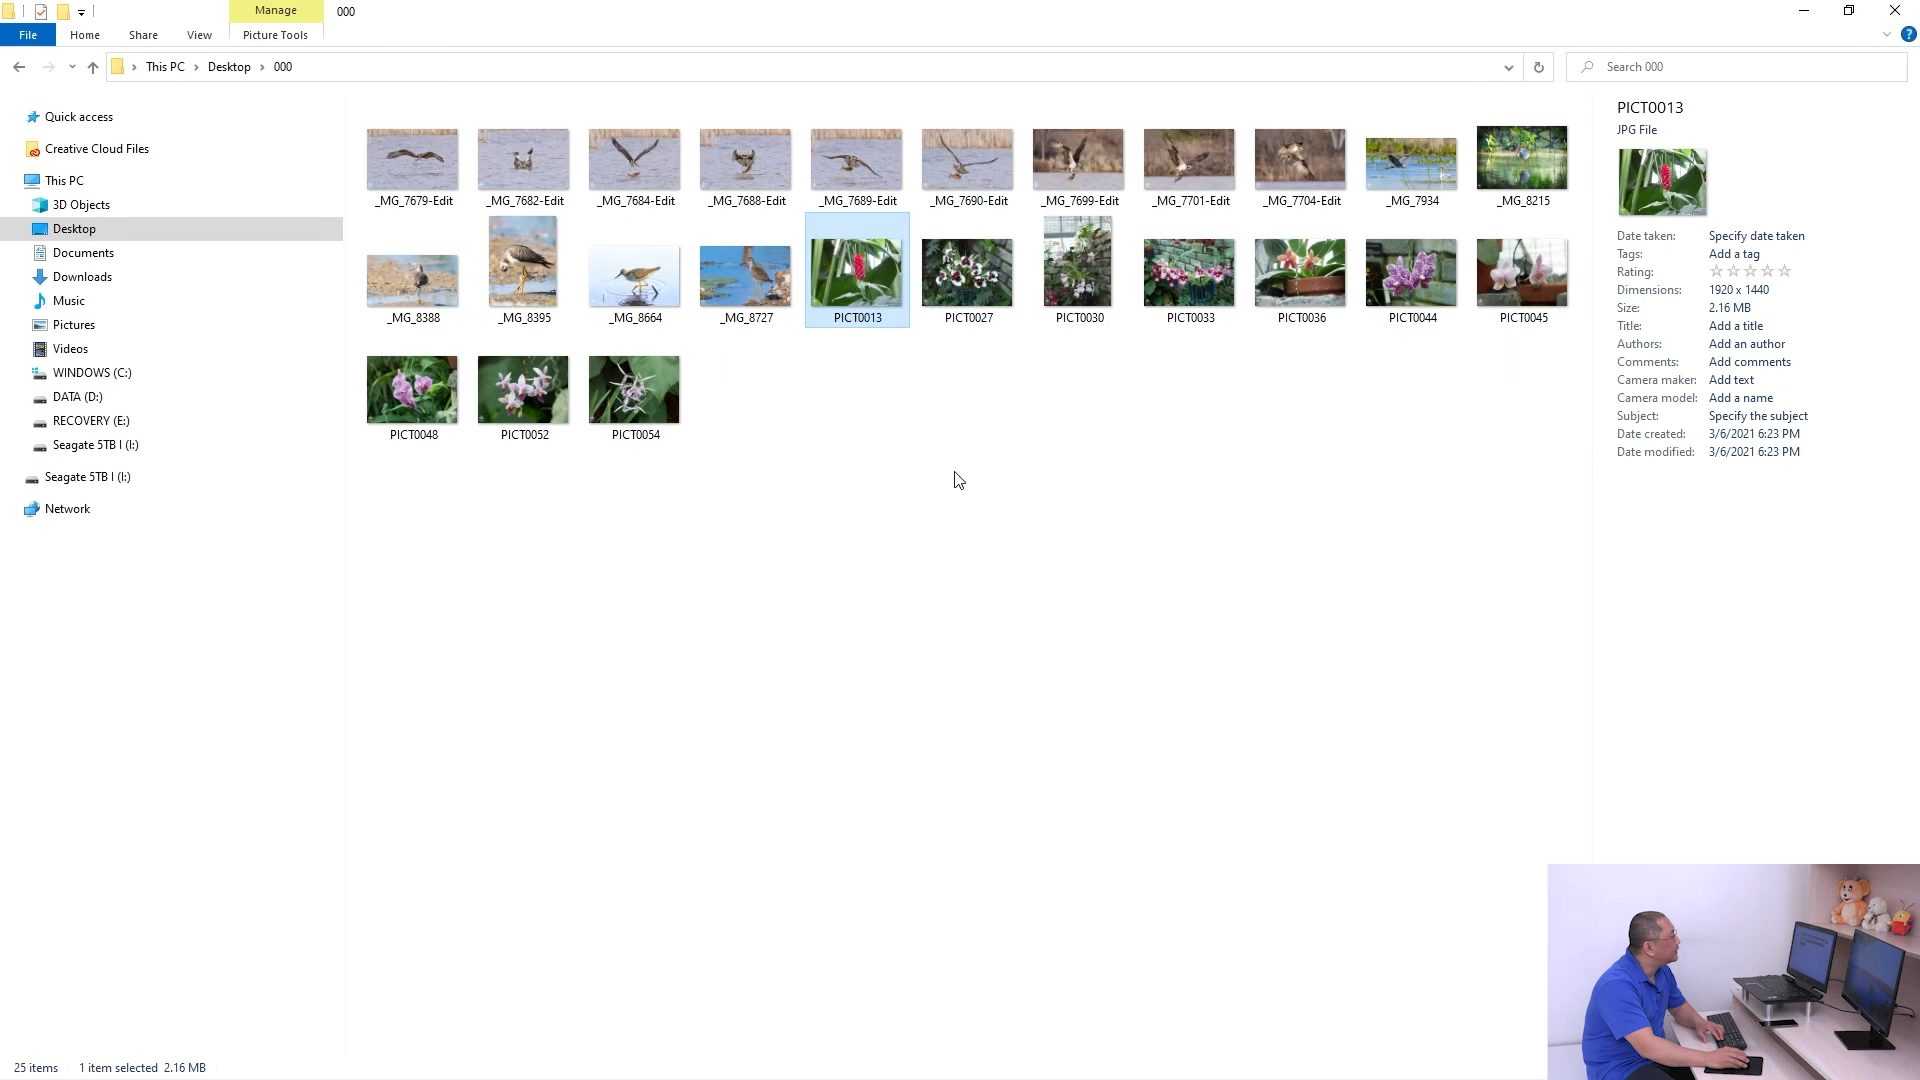 Manage
000
File
Home
Share
View
Picture Tools
?
This PC
Desktop
000
Search 000
Quick access
Creative Cloud Files
This PC
3D Objects
Desktop
Documents
Downloads
Music
Pictures
Videos
WINDOWS (C:)
DATA (D:)
RECOVERY (E:)
Seagate 5TB I (I:)
Seagate 5TB I (I:)
Network
_MG_7679-Edit
_MG_7682-Edit
_MG_7684-Edit
_MG_7688-Edit
_MG_7689-Edit
_MG_7690-Edit
_MG_7699-Edit
_MG_7701-Edit
_MG_7704-Edit
_MG_7934
_MG_8215
_MG_8388
_MG_8395
_MG_8664
_MG_8727
PICT0013
PICT0027
PICT0030
PICT0033
PICT0036
PICT0044
PICT0045
PICT0048
PICT0052
PICT0054
PICT0013
JPG File
Date taken: Specify date taken
Tags: Add a tag
Rating:
Dimensions: 1920 x 1440
Size: 2.16 MB
Title: Add a title
Authors: Add an author
Comments: Add comments
Camera maker: Add text
Camera model: Add a name
Subject: Specify the subject
Date created: 3/6/2021 6:23 PM
Date modified: 3/6/2021 6:23 PM
25 items
1 item selected 2.16 MB